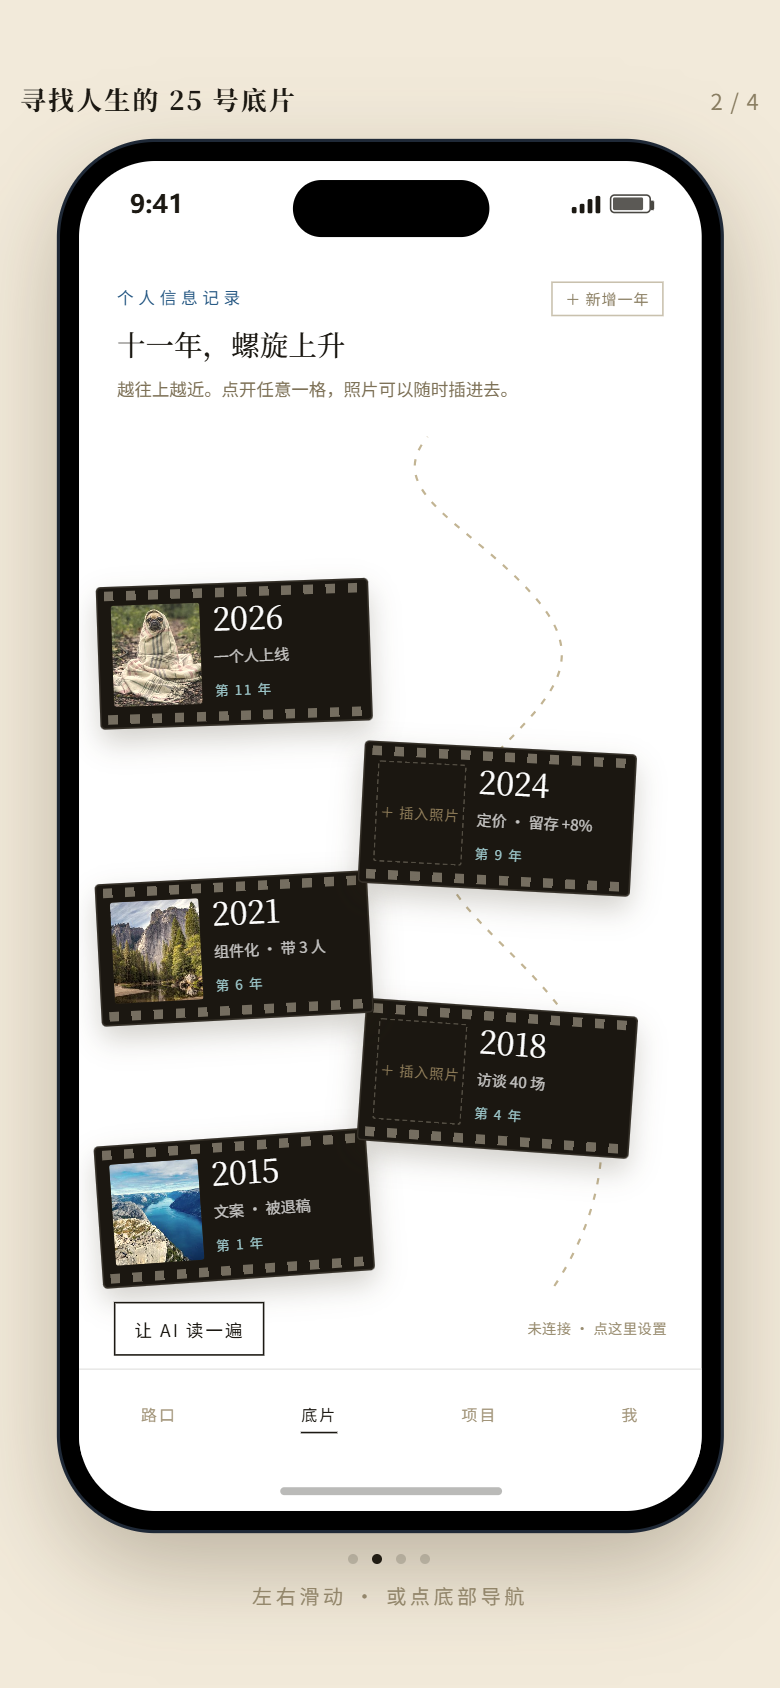 寻找人生的 25 号底片
2 / 4
9:41
个人信息记录
＋ 新增一年
十一年，螺旋上升
越往上越近。点开任意一格，照片可以随时插进去。
2026
一个人上线
第 11 年
2024
＋ 插入照片
定价 · 留存 +8%
第 9 年
2021
组件化 · 带 3 人
第 6 年
2018
＋ 插入照片
访谈 40 场
第 4 年
2015
文案 · 被退稿
第 1 年
让 AI 读一遍
未连接 · 点这里设置
路口
底片
项目
我
左右滑动 · 或点底部导航